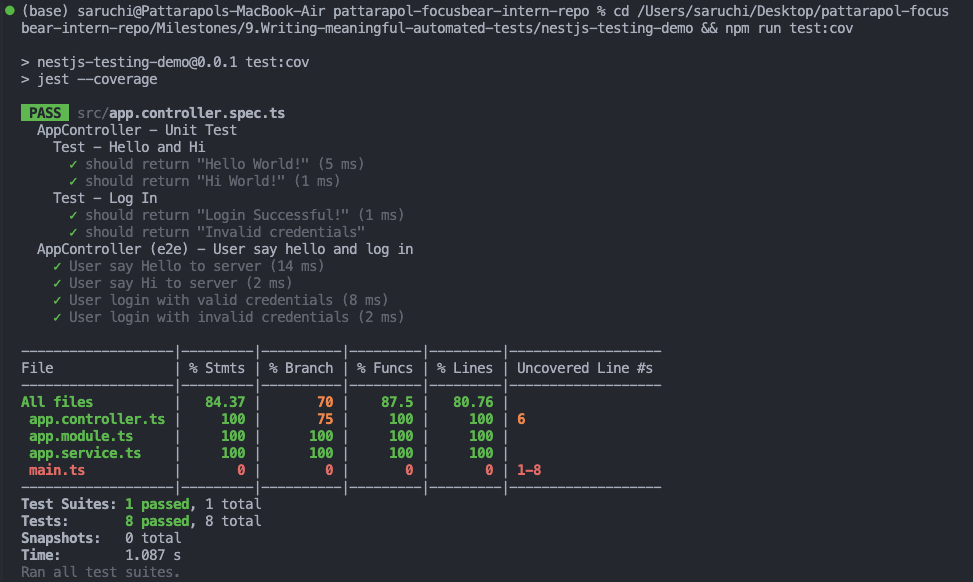 (base) saruchi@Pattarapols-MacBook-Air pattarapol-focusbear-intern-repo % cd /Users/saruchi/Desktop/pattarapol-focus
bear-intern-repo/Milestones/9.Writing-meaningful-automated-tests/nestjs-testing-demo && npm run test:cov
> nestjs-testing-demo@0.0.1 test:cov
> jest --coverage
PASS src/app.controller.spec.ts
AppController – Unit Test
Test – Hello and Hi
✓ should return "Hello World!" (5 ms)
✓ should return "Hi World!" (1 ms)
Test – Log In
✓ should return "Login Successful!" (1 ms)
✓ should return "Invalid credentials"
AppController (e2e) – User say hello and log in
✓ User say Hello to server (14 ms)
✓ User say Hi to server (2 ms)
✓ User login with valid credentials (8 ms)
✓ User login with invalid credentials (2 ms)
-------------------|---------|----------|---------|---------|-------------------
File | % Stmts | % Branch | % Funcs | % Lines | Uncovered Line #s
-------------------|---------|----------|---------|---------|-------------------
All files | 84.37 | 70 | 87.5 | 80.76 |
app.controller.ts | 100 | 75 | 100 | 100 | 6
app.module.ts | 100 | 100 | 100 | 100 |
app.service.ts | 100 | 100 | 100 | 100 |
main.ts | 0 | 0 | 0 | 0 | 1-8
-------------------|---------|----------|---------|---------|-------------------
Test Suites: 1 passed, 1 total
Tests: 8 passed, 8 total
Snapshots: 0 total
Time: 1.087 s
Ran all test suites.